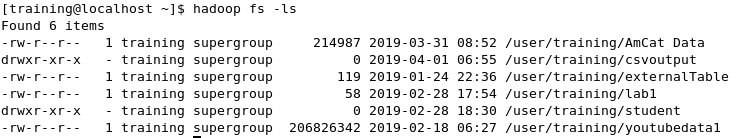 [training@localhost ~]$ hadoop fs -ls
Found 6 items
-rw-r--r--   1 training supergroup     214987 2019-03-31 08:52 /user/training/AmCat Data
drwxr-xr-x   - training supergroup          0 2019-04-01 06:55 /user/training/csvoutput
-rw-r--r--   1 training supergroup        119 2019-01-24 22:36 /user/training/externalTable
-rw-r--r--   1 training supergroup         58 2019-02-28 17:54 /user/training/lab1
drwxr-xr-x   - training supergroup          0 2019-02-28 18:30 /user/training/student
-rw-r--r--   1 training supergroup  206826342 2019-02-18 06:27 /user/training/youtubedata1